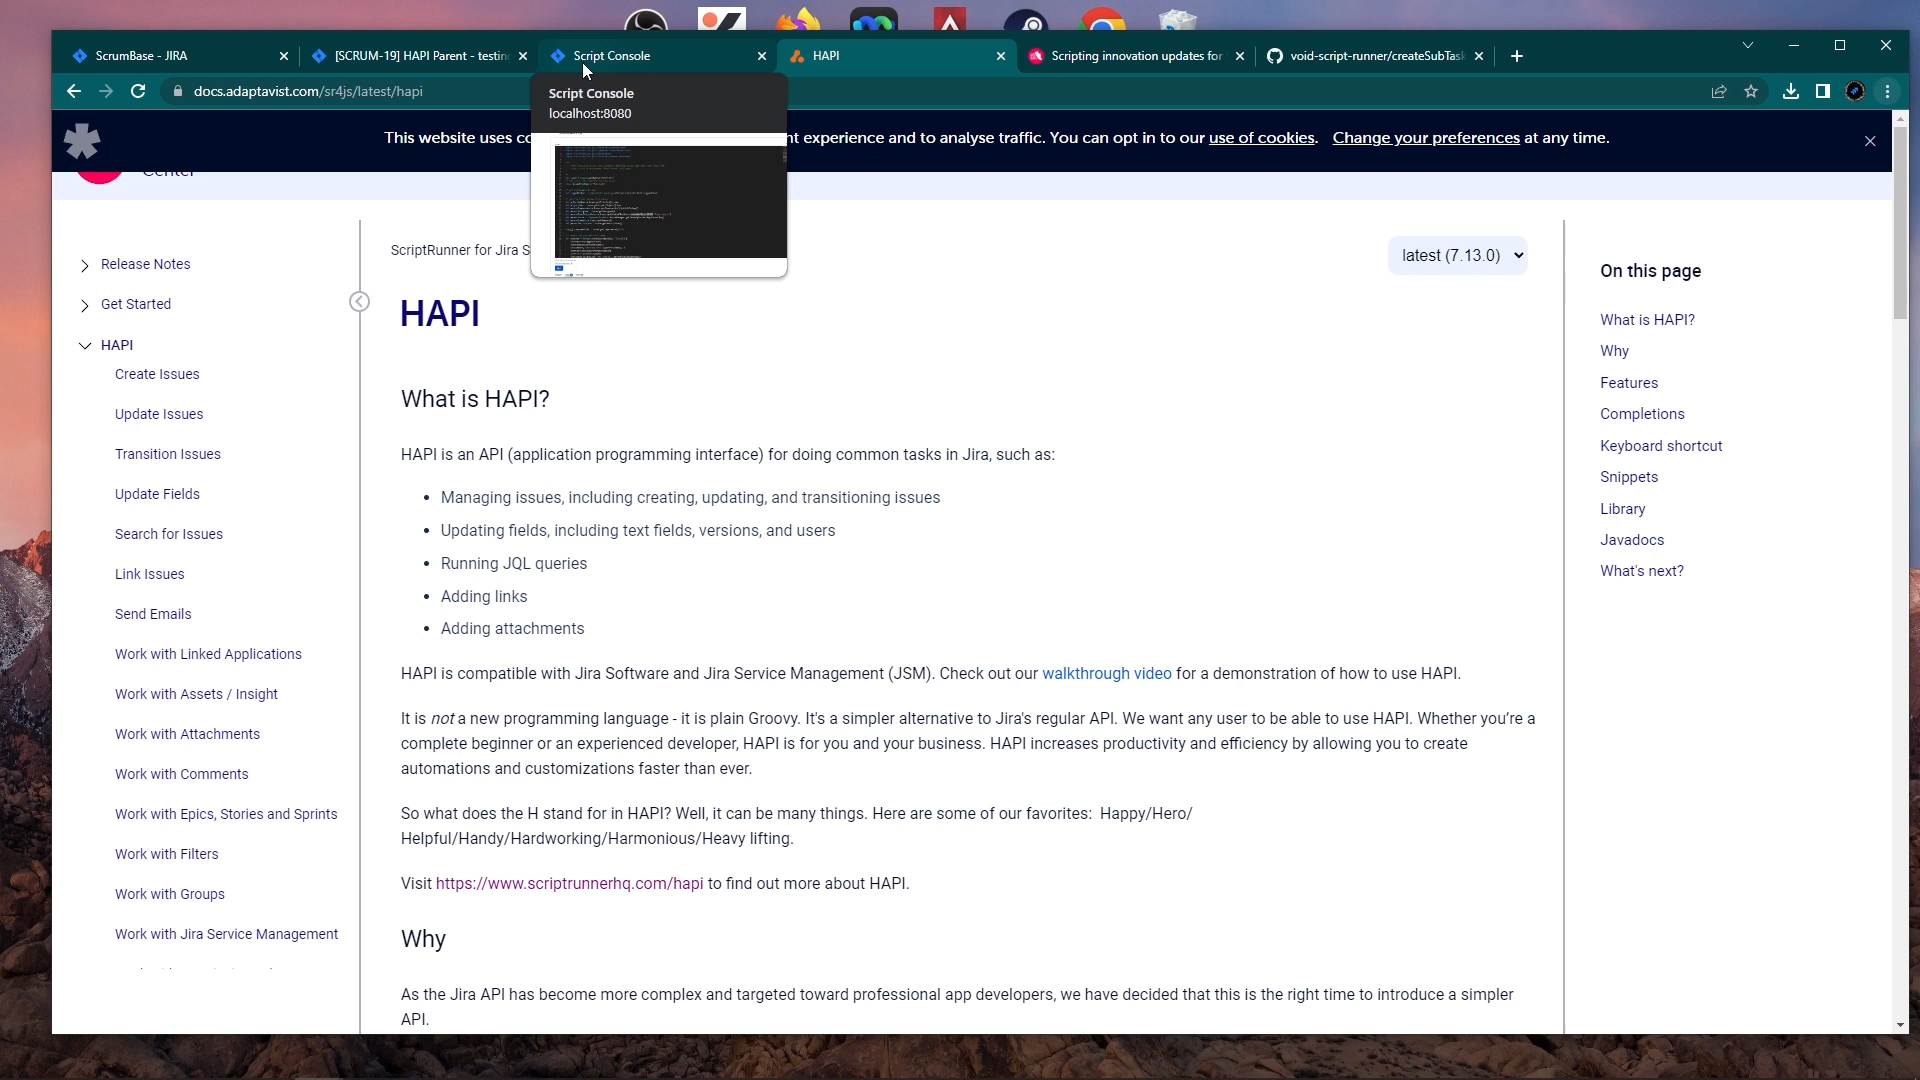 ScrumBase - JIRA
[SCRUM-19] HAPI Parent - testin
Script Console
HAPI
Scripting innovation updates for
void-script-runner/createSubTask
docs.adaptavist.com/sr4js/latest/hapi
Script Console
localhost:8080
This website uses co
nt experience and to analyse traffic. You can opt in to our use of cookies. Change your preferences at any time.
Center
ScriptRunner for Jira S
latest (7.13.0)
Release Notes
Get Started
HAPI
Create Issues
Update Issues
Transition Issues
Update Fields
Search for Issues
Link Issues
Send Emails
Work with Linked Applications
Work with Assets / Insight
Work with Attachments
Work with Comments
Work with Epics, Stories and Sprints
Work with Filters
Work with Groups
Work with Jira Service Management
HAPI
What is HAPI?
HAPI is an API (application programming interface) for doing common tasks in Jira, such as:
• Managing issues, including creating, updating, and transitioning issues
• Updating fields, including text fields, versions, and users
• Running JQL queries
• Adding links
• Adding attachments
HAPI is compatible with Jira Software and Jira Service Management (JSM). Check out our walkthrough video for a demonstration of how to use HAPI.
It is not a new programming language - it is plain Groovy. It's a simpler alternative to Jira's regular API. We want any user to be able to use HAPI. Whether you're a
complete beginner or an experienced developer, HAPI is for you and your business. HAPI increases productivity and efficiency by allowing you to create
automations and customizations faster than ever.
So what does the H stand for in HAPI? Well, it can be many things. Here are some of our favorites: Happy/Hero/
Helpful/Handy/Hardworking/Harmonious/Heavy lifting.
Visit https://www.scriptrunnerhq.com/hapi to find out more about HAPI.
Why
As the Jira API has become more complex and targeted toward professional app developers, we have decided that this is the right time to introduce a simpler
API.
On this page
What is HAPI?
Why
Features
Completions
Keyboard shortcut
Snippets
Library
Javadocs
What's next?